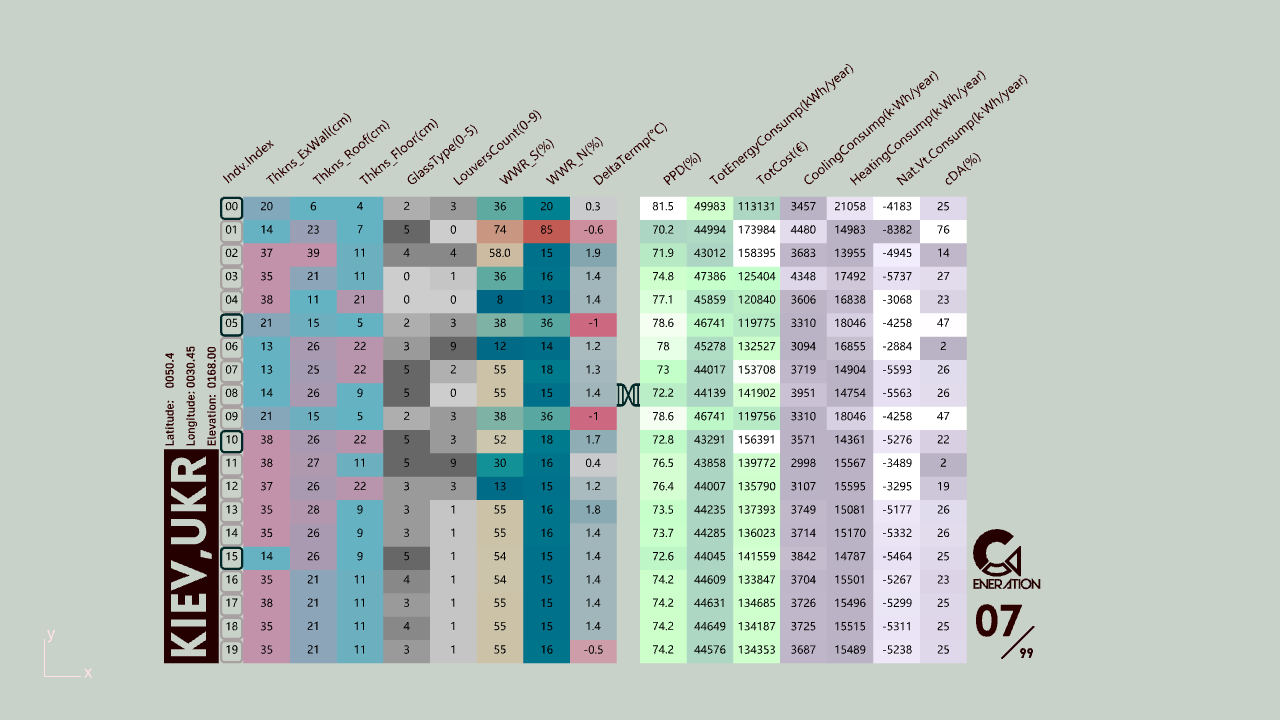 Indv.Index Thkns_ExWall(cm) Thkns_Roof(cm) Thkns_Floor(cm) GlassType(0-5) LouversCount(0-9) WWR_S(%) WWR_N(%) DeltaTermp(°C) PPD(%) TotEnergyConsump(kWh/year) TotCost(€) CoolingConsump(k·Wh/year) HeatingConsump(k·Wh/year) Nat.Vt.Consump(k·Wh/year) cDA(%)
00 20 6 4 2 3 36 20 0.3 81.5 49983 113131 3457 21058 -4183 25
01 14 23 7 5 0 74 85 -0.6 70.2 44994 173984 4480 14983 -8382 76
02 37 39 11 4 4 58.0 15 1.9 71.9 43012 158395 3683 13955 -4945 14
03 35 21 11 0 1 36 16 1.4 74.8 47386 125404 4348 17492 -5737 27
04 38 11 21 0 0 8 13 1.4 77.1 45859 120840 3606 16838 -3068 23
05 21 15 5 2 3 38 36 -1 78.6 46741 119775 3310 18046 -4258 47
06 13 26 22 3 9 12 14 1.2 78 45278 132527 3094 16855 -2884 2
07 13 25 22 5 2 55 18 1.3 73 44017 153708 3719 14904 -5593 26
08 14 26 9 5 0 55 15 1.4 72.2 44139 141902 3951 14754 -5563 26
09 21 15 5 2 3 38 36 -1 78.6 46741 119756 3310 18046 -4258 47
10 38 26 22 5 3 52 18 1.7 72.8 43291 156391 3571 14361 -5276 22
11 38 27 11 5 9 30 16 0.4 76.5 43858 139772 2998 15567 -3489 2
12 37 26 22 3 3 13 15 1.2 76.4 44007 135790 3107 15595 -3295 19
13 35 28 9 3 1 55 16 1.8 73.5 44235 137393 3749 15081 -5177 26
14 35 26 9 3 1 55 16 1.4 73.7 44285 136023 3714 15170 -5332 26
15 14 26 9 5 1 54 15 1.4 72.6 44045 141559 3842 14787 -5464 25
16 35 21 11 4 1 54 15 1.4 74.2 44609 133847 3704 15501 -5267 23
17 38 21 11 3 1 55 15 1.4 74.2 44631 134685 3726 15496 -5299 25
18 35 21 11 4 1 55 15 1.4 74.2 44649 134187 3725 15515 -5311 25
19 35 21 11 3 1 55 16 -0.5 74.2 44576 134353 3687 15489 -5238 25
Latitude: 0050.4
Longitude: 0030.45
Elevation: 0168.00
KIEV,UKR
G
ENERATION
07/99
y
x